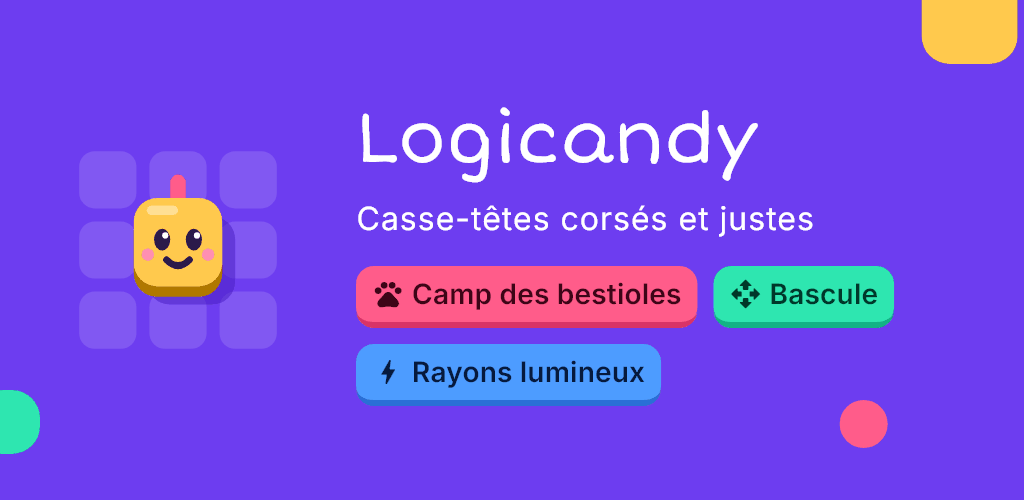 Logicandy
Casse-têtes corsés et justes
Camp des bestioles
Bascule
Rayons lumineux